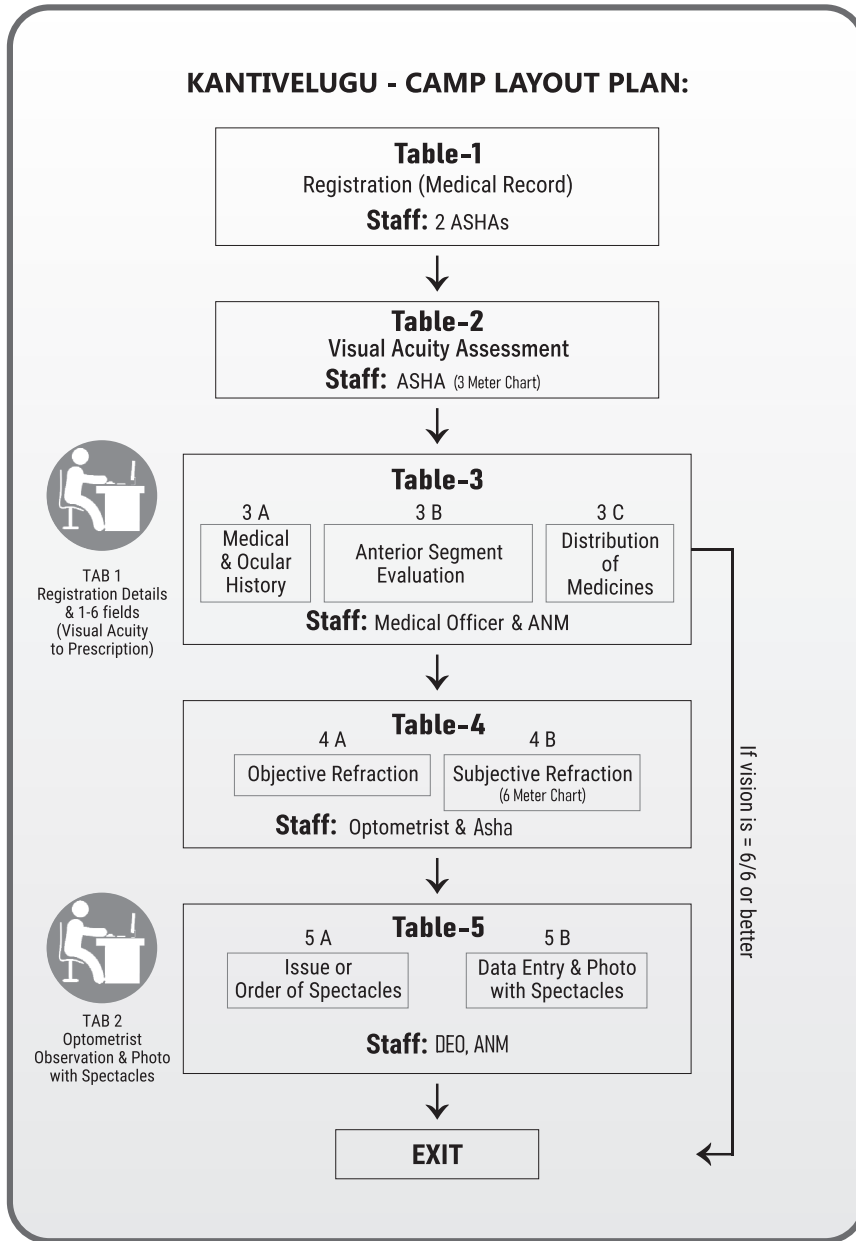 KANTIVELUGU - CAMP LAYOUT PLAN:
Table-1
Registration (Medical Record)
Staff: 2 ASHAs
Table-2
Visual Acuity Assessment
Staff: ASHA (3 Meter Chart)
Table-3
3 A
Medical
& Ocular
History
3 B
Anterior Segment
Evaluation
3 C
Distribution
of
Medicines
Staff: Medical Officer & ANM
TAB 1
Registration Details
& 1-6 fields
(Visual Acuity
to Prescription)
Table-4
4 A
Objective Refraction
4 B
Subjective Refraction
(6 Meter Chart)
Staff: Optometrist & Asha
If vision is = 6/6 or better
Table-5
5 A
Issue or
Order of Spectacles
5 B
Data Entry & Photo
with Spectacles
Staff: DEO, ANM
TAB 2
Optometrist
Observation & Photo
with Spectacles
EXIT